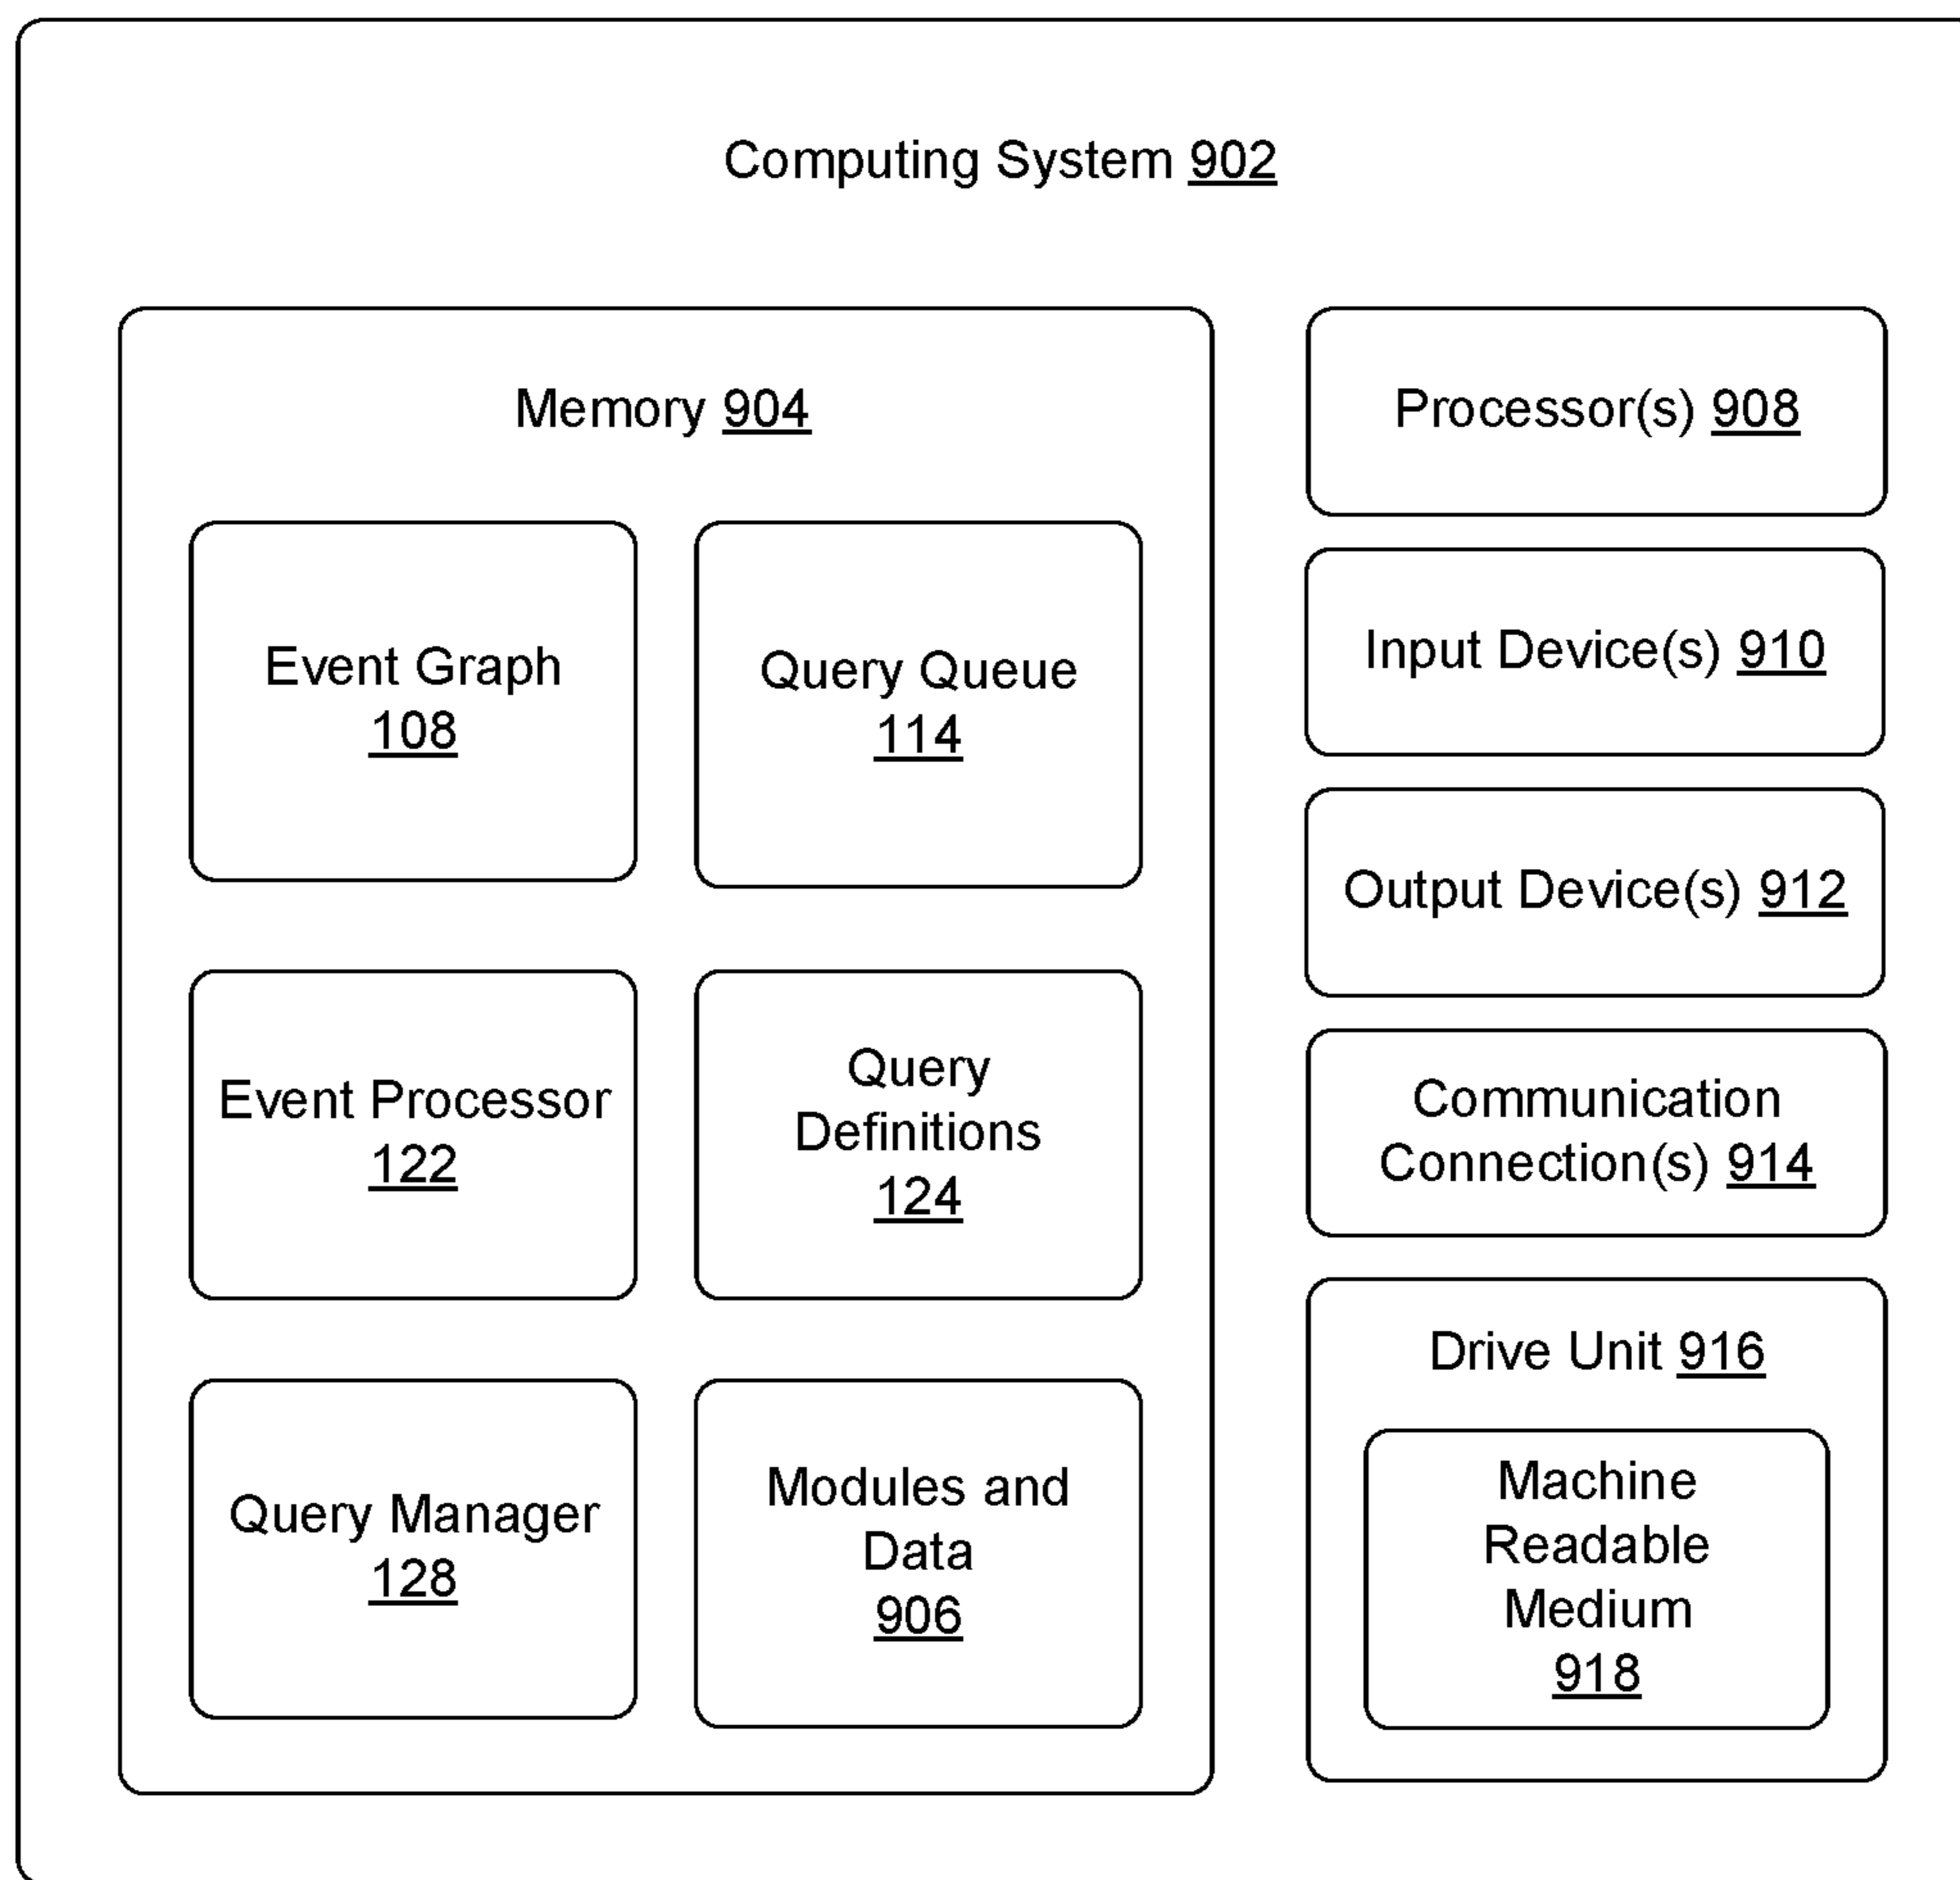 Computing System 902
Memory 904
Event Graph
108
Query Queue
114
Event Processor
122
Query
Definitions
124
Query Manager
128
Modules and
Data
906
Processor(s) 908
Input Device(s) 910
Output Device(s) 912
Communication
Connection(s) 914
Drive Unit 916
Machine
Readable
Medium
918